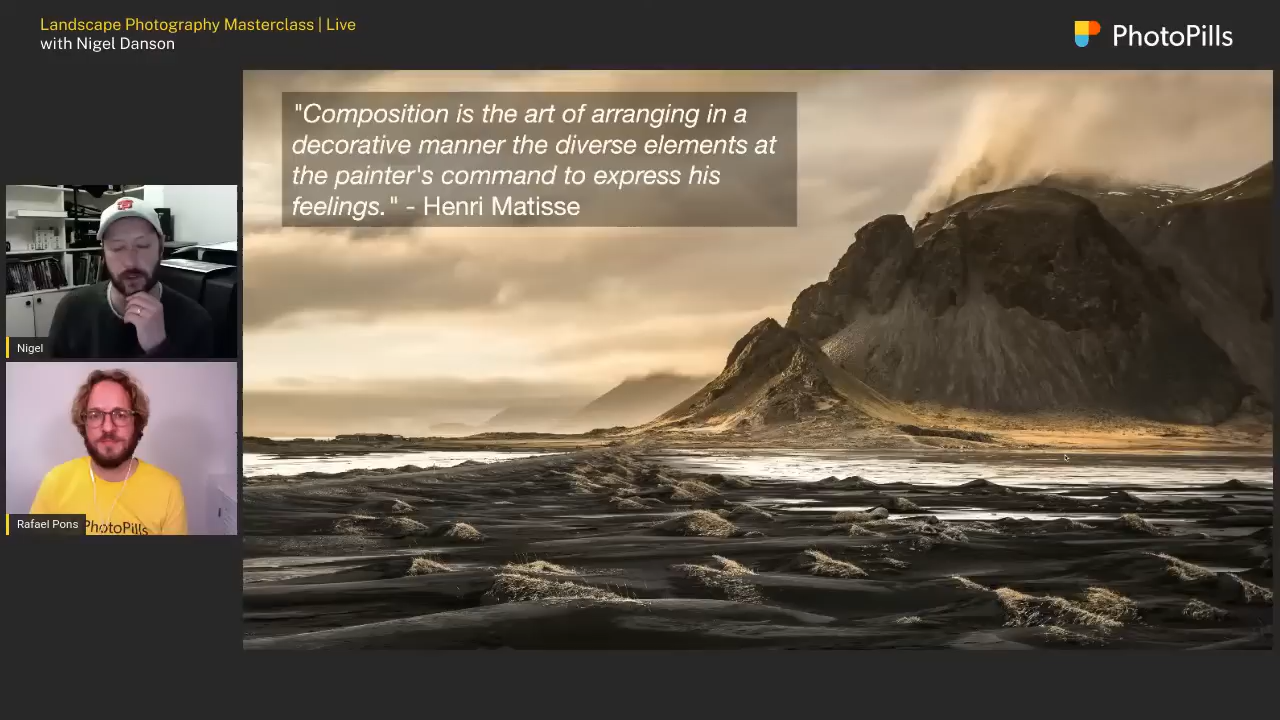 Landscape Photography Masterclass | Live
with Nigel Danson
PhotoPills
"Composition is the art of arranging in a
decorative manner the diverse elements at
the painter's command to express his
feelings." - Henri Matisse
Nigel
Rafael Pons
PhotoPills